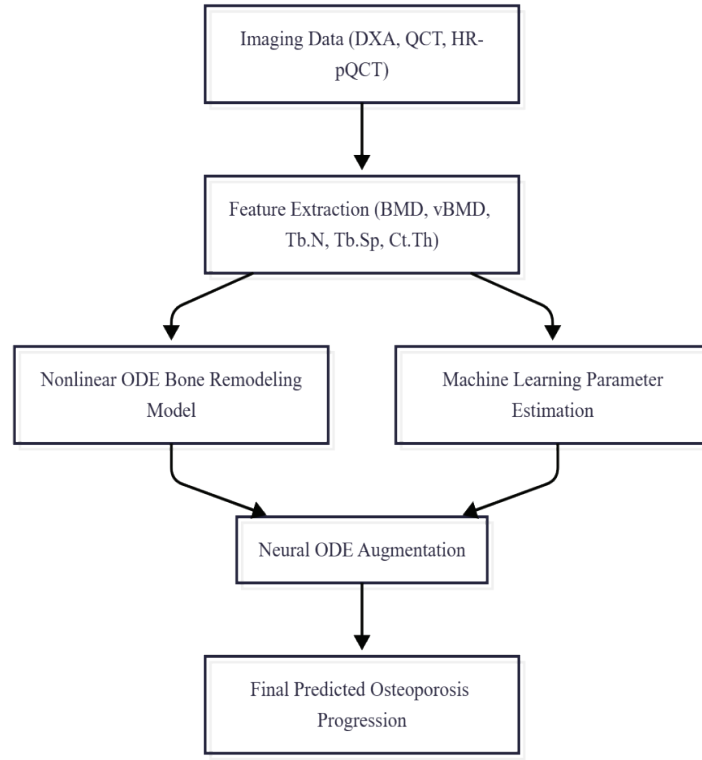 Imaging Data (DXA, QCT, HR-
pQCT)
Feature Extraction (BMD, vBMD,
Tb.N, Tb.Sp, Ct.Th)
Nonlinear ODE Bone Remodeling
Model
Machine Learning Parameter
Estimation
Neural ODE Augmentation
Final Predicted Osteoporosis
Progression